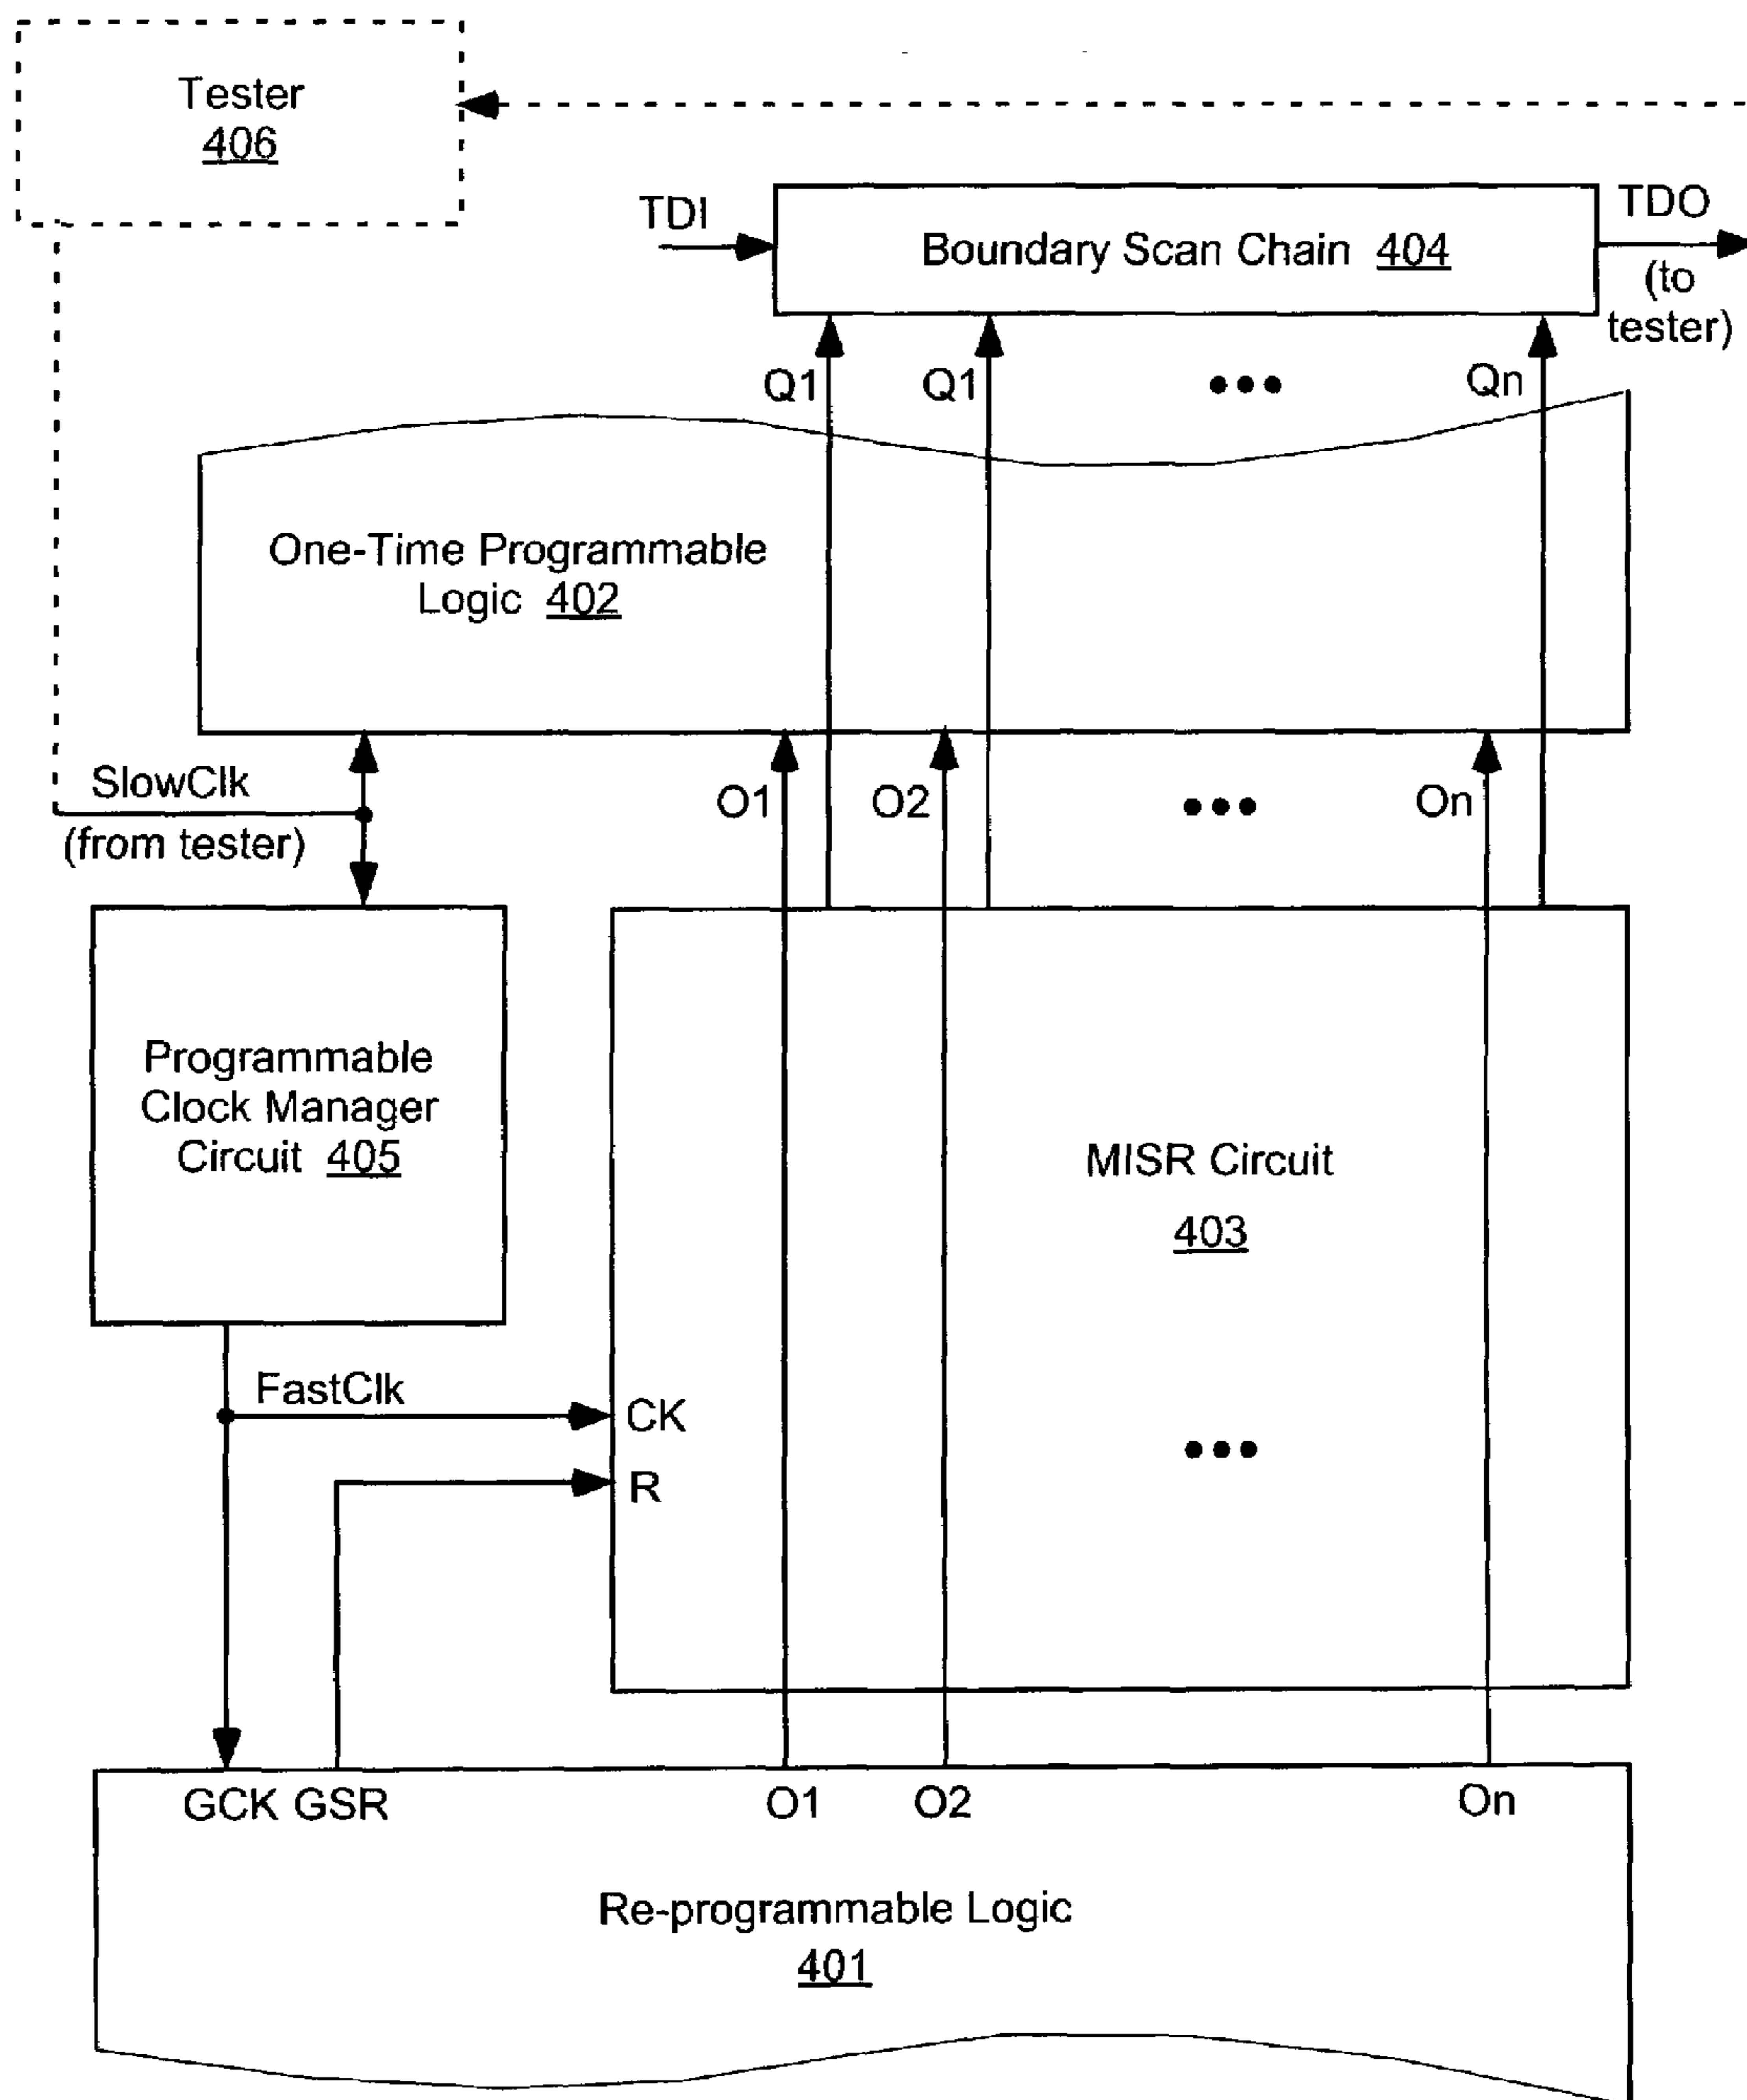 Tester
406
TDI
Boundary Scan Chain 404
TDO
(to
tester)
Q1
Q1
•••
Qn
One-Time Programmable
Logic 402
SlowClk
(from tester)
O1
O2
•••
On
Programmable
Clock Manager
Circuit 405
MISR Circuit
403
FastClk
CK
R
•••
GCK GSR
O1
O2
On
Re-programmable Logic
401